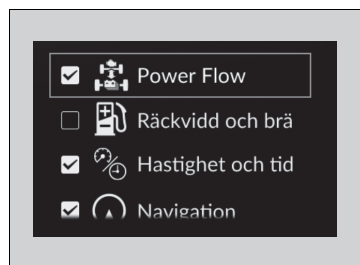 Power Flow
Räckvidd och brä
Hastighet och tid
Navigation